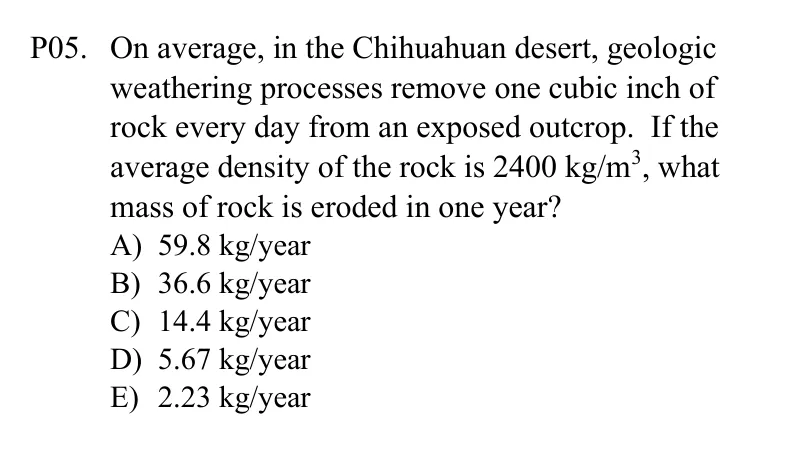 P05. On average, in the Chihuahuan desert, geologic
weathering processes remove one cubic inch of
rock every day from an exposed outcrop. If the
average density of the rock is 2400 kg/m³, what
mass of rock is eroded in one year?
A) 59.8 kg/year
B) 36.6 kg/year
C) 14.4 kg/year
D) 5.67 kg/year
E) 2.23 kg/year